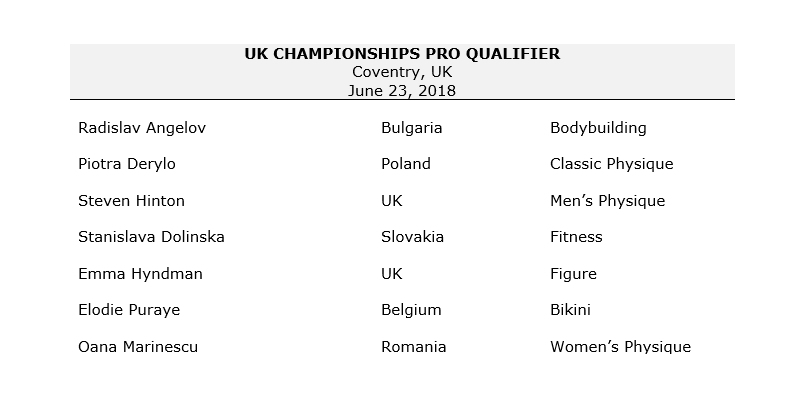 UK CHAMPIONSHIPS PRO QUALIFIER
Coventry, UK
June 23, 2018
Radislav Angelov Bulgaria Bodybuilding
Piotra Derylo Poland Classic Physique
Steven Hinton UK Men’s Physique
Stanislava Dolinska Slovakia Fitness
Emma Hyndman UK Figure
Elodie Puraye Belgium Bikini
Oana Marinescu Romania Women’s Physique